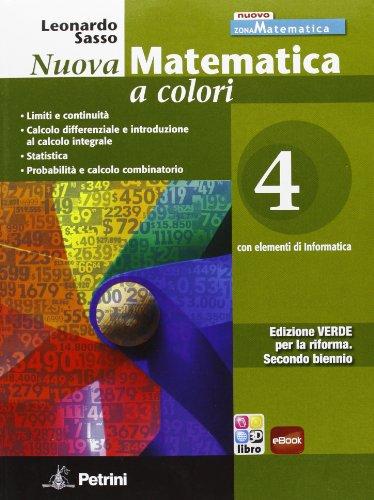 Leonardo
Sasso
nuovo
ZONAMatematica
Nuova Matematica
a colori
• Limiti e continuità
• Calcolo differenziale e introduzione
al calcolo integrale
• Statistica
• Probabilità e calcolo combinatorio
4
con elementi di Informatica
Edizione VERDE
per la riforma.
Secondo biennio
3D
libro
eBook
Petrini